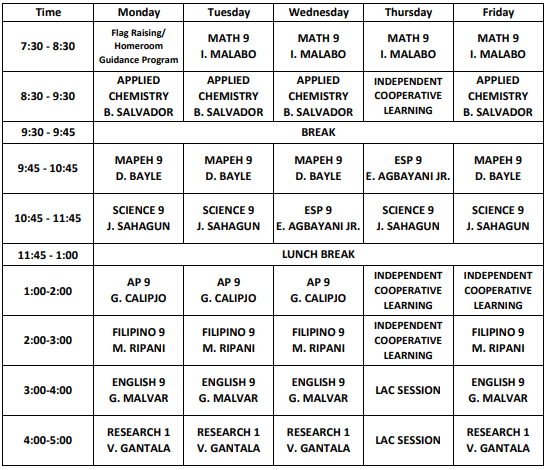 Time Monday Tuesday Wednesday Thursday Friday
7:30 - 8:30
Flag Raising/
Homeroom
Guidance Program
MATH 9
I. MALABO
MATH 9
I. MALABO
MATH 9
I. MALABO
MATH 9
I. MALABO
8:30 - 9:30
APPLIED
CHEMISTRY
B. SALVADOR
APPLIED
CHEMISTRY
B. SALVADOR
APPLIED
CHEMISTRY
B. SALVADOR
INDEPENDENT
COOPERATIVE
LEARNING
APPLIED
CHEMISTRY
B. SALVADOR
9:30 - 9:45
BREAK
9:45 - 10:45
MAPEH 9
D. BAYLE
MAPEH 9
D. BAYLE
MAPEH 9
D. BAYLE
ESP 9
E. AGBAYANI JR.
MAPEH 9
D. BAYLE
10:45 - 11:45
SCIENCE 9
J. SAHAGUN
SCIENCE 9
J. SAHAGUN
ESP 9
E. AGBAYANI JR.
SCIENCE 9
J. SAHAGUN
SCIENCE 9
J. SAHAGUN
11:45 - 1:00
LUNCH BREAK
1:00-2:00
AP 9
G. CALIPJO
AP 9
G. CALIPJO
AP 9
G. CALIPJO
INDEPENDENT
COOPERATIVE
LEARNING
INDEPENDENT
COOPERATIVE
LEARNING
2:00-3:00
FILIPINO 9
M. RIPANI
FILIPINO 9
M. RIPANI
FILIPINO 9
M. RIPANI
INDEPENDENT
COOPERATIVE
LEARNING
FILIPINO 9
M. RIPANI
3:00-4:00
ENGLISH 9
G. MALVAR
ENGLISH 9
G. MALVAR
ENGLISH 9
G. MALVAR
LAC SESSION
ENGLISH 9
G. MALVAR
4:00-5:00
RESEARCH 1
V. GANTALA
RESEARCH 1
V. GANTALA
RESEARCH 1
V. GANTALA
LAC SESSION
RESEARCH 1
V. GANTALA